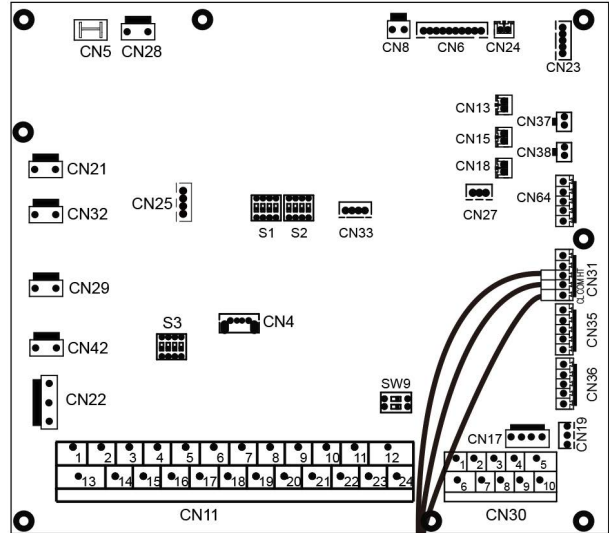 CN5
CN28
CN8
CN6
CN24
CN23
CN13
CN37
CN15
CN38
CN18
CN21
CN32
CN25
S1
S2
CN33
CN27
CN64
CN31
CL COM HT
CN29
CN35
S3
CN4
CN42
CN36
CN22
SW9
CN17
CN19
1 2 3 4 5 6 7 8 9 10 11 12
13 14 15 16 17 18 19 20 21 22 23 24
CN11
1 2 3 4 5
6 7 8 9 10
CN30